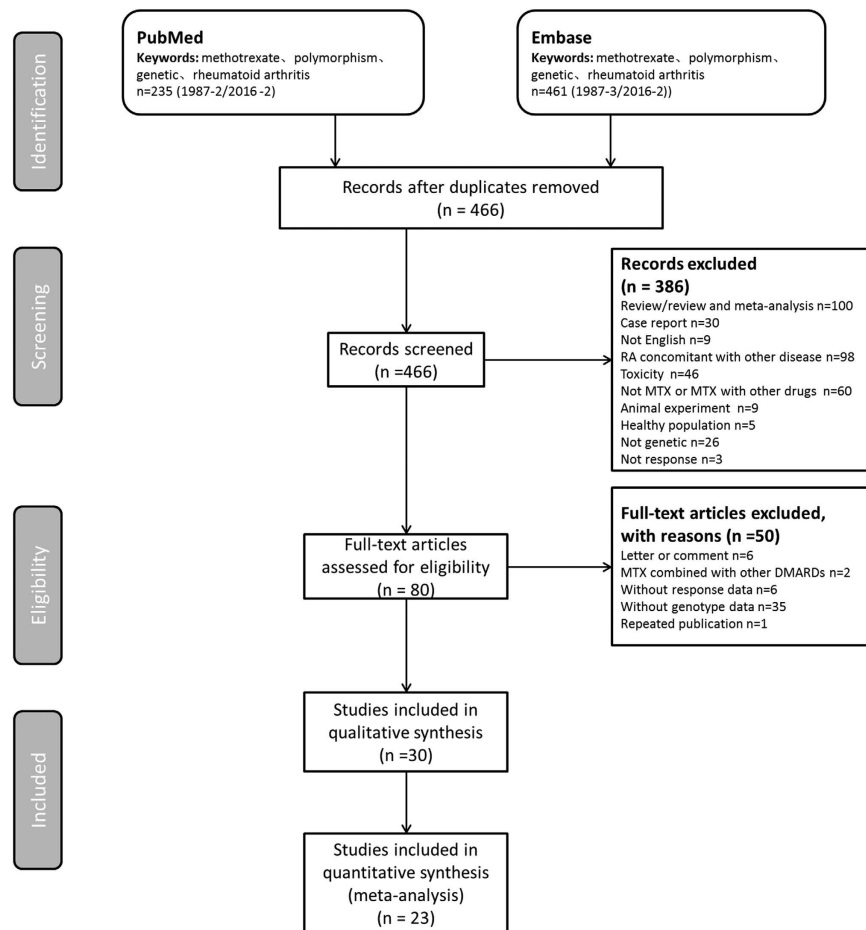 PubMed
Keywords: methotrexate、polymorphism、
genetic、rheumatoid arthritis
n=235 (1987-2/2016-2)
Embase
Keywords: methotrexate、polymorphism、
genetic、rheumatoid arthritis
n=461 (1987-3/2016-2))
Identification
Records after duplicates removed
(n = 466)
Screening
Records screened
(n =466)
Records excluded
(n = 386)
Review/review and meta-analysis n=100
Case report n=30
Not English n=9
RA concomitant with other disease n=98
Toxicity n=46
Not MTX or MTX with other drugs n=60
Animal experiment n=9
Healthy population n=5
Not genetic n=26
Not response n=3
Eligibility
Full-text articles
assessed for eligibility
(n = 80)
Full-text articles excluded,
with reasons (n =50)
Letter or comment n=6
MTX combined with other DMARDs n=2
Without response data n=6
Without genotype data n=35
Repeated publication n=1
Included
Studies included in
qualitative synthesis
(n =30)
Studies included in
quantitative synthesis
(meta-analysis)
(n = 23)